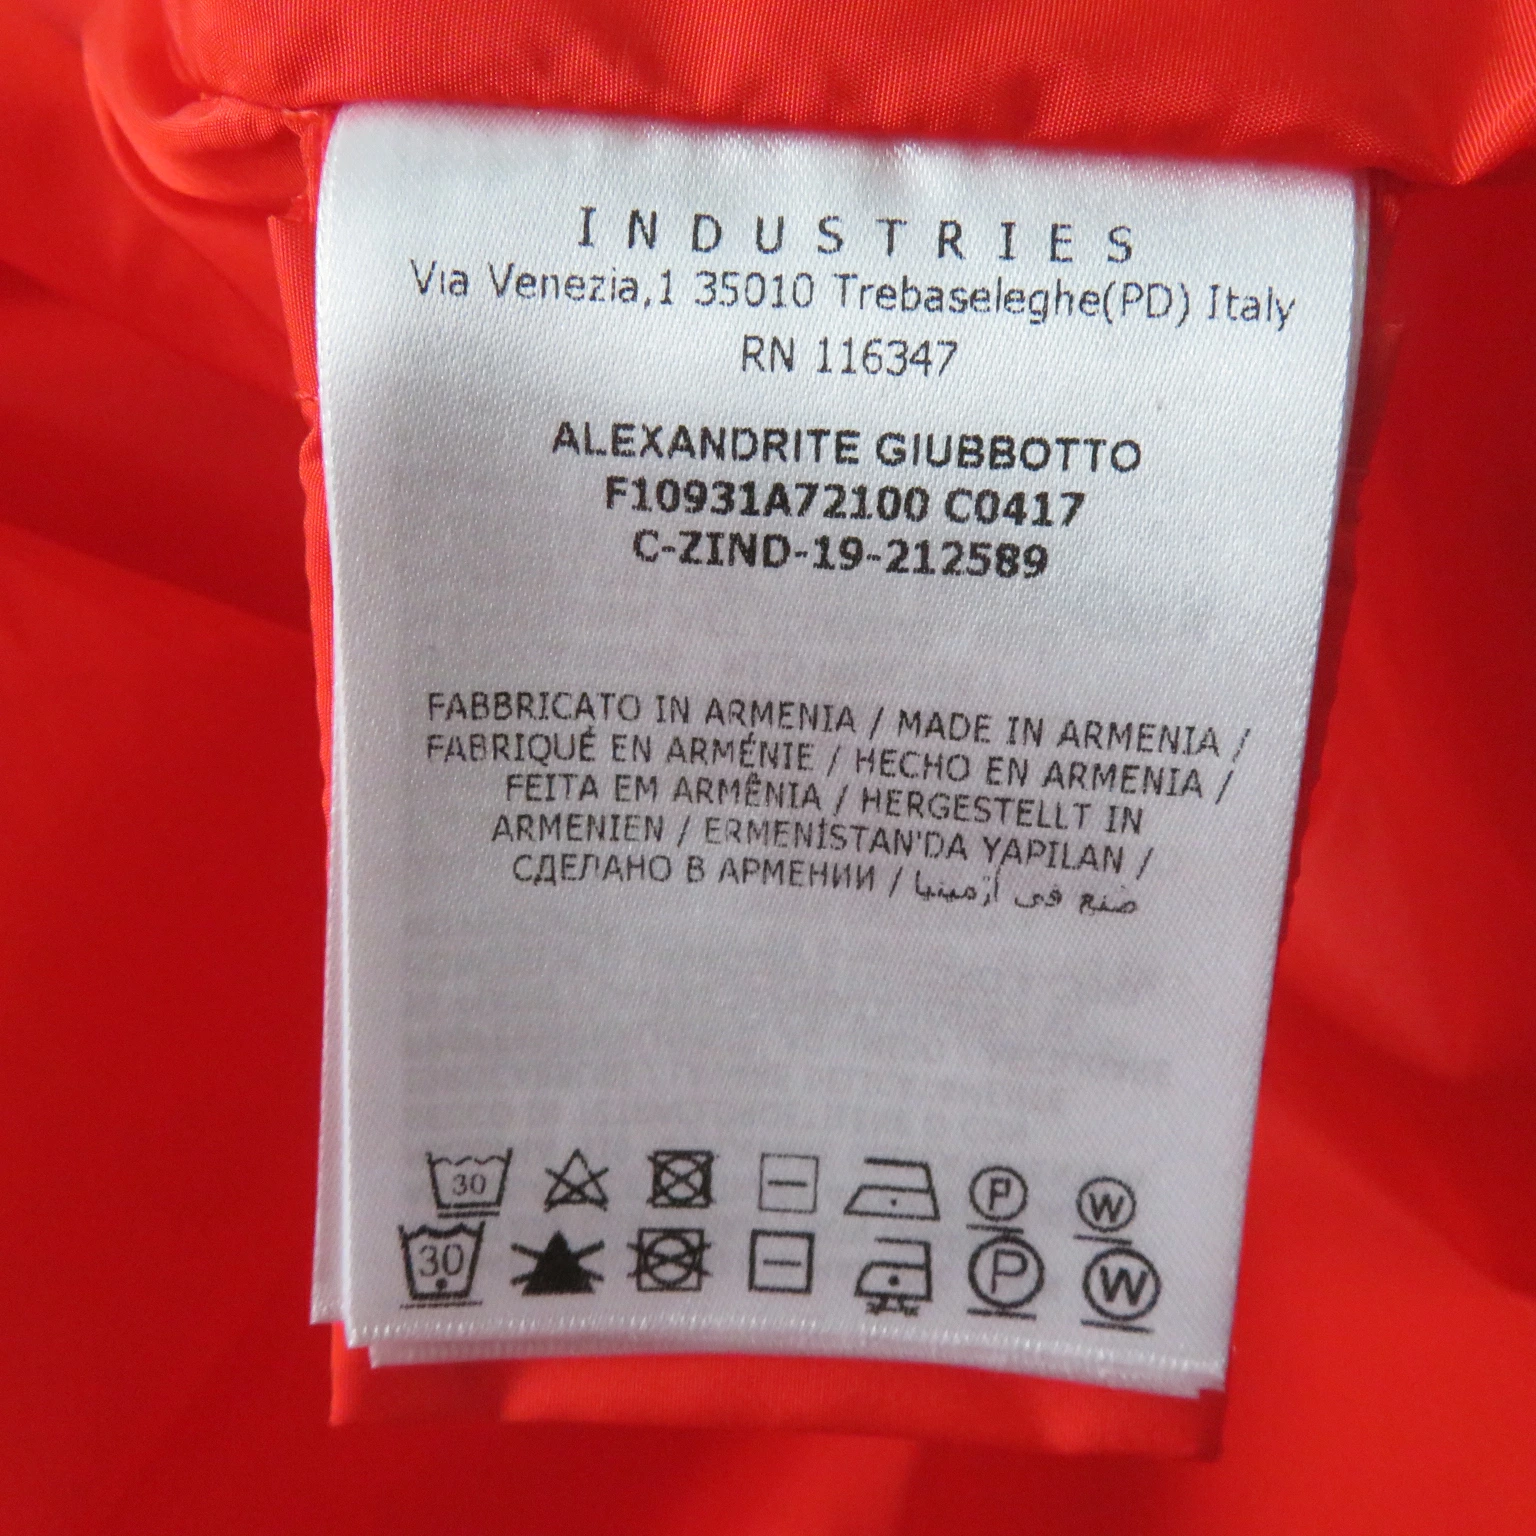 INDUSTRIES
Via Venezia,1 35010 Trebaseleghe(PD) Italy
RN 116347
ALEXANDRITE GIUBBOTTO
F10931A72100 C0417
C-ZIND-19-212589
FABBRICATO IN ARMENIA / MADE IN ARMENIA /
FABRIQUÉ EN ARMÉNIE / HECHO EN ARMENIA /
FEITA EM ARMÊNIA / HERGESTELLT IN
ARMENIEN / ERMENİSTAN'DA YAPILAN /
СДЕЛАНО В АРМЕНИИ / صنع في أرمينيا
30 P W
30 P W